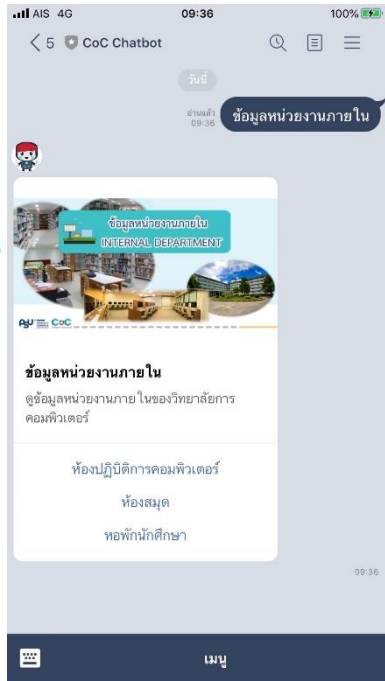 AIS 4G
09:36
100%
5 CoC Chatbot
วันนี้
อ่านแล้ว
09:36
ข้อมูลหน่วยงานภายใน
ข้อมูลหน่วยงานภายใน
INTERNAL DEPARTMENT
PSU CoC
ข้อมูลหน่วยงานภายใน
ดูข้อมูลหน่วยงานภายในของวิทยาลัยการ
คอมพิวเตอร์
ห้องปฏิบัติการคอมพิวเตอร์
ห้องสมุด
หอพักนักศึกษา
09:36
เมนู